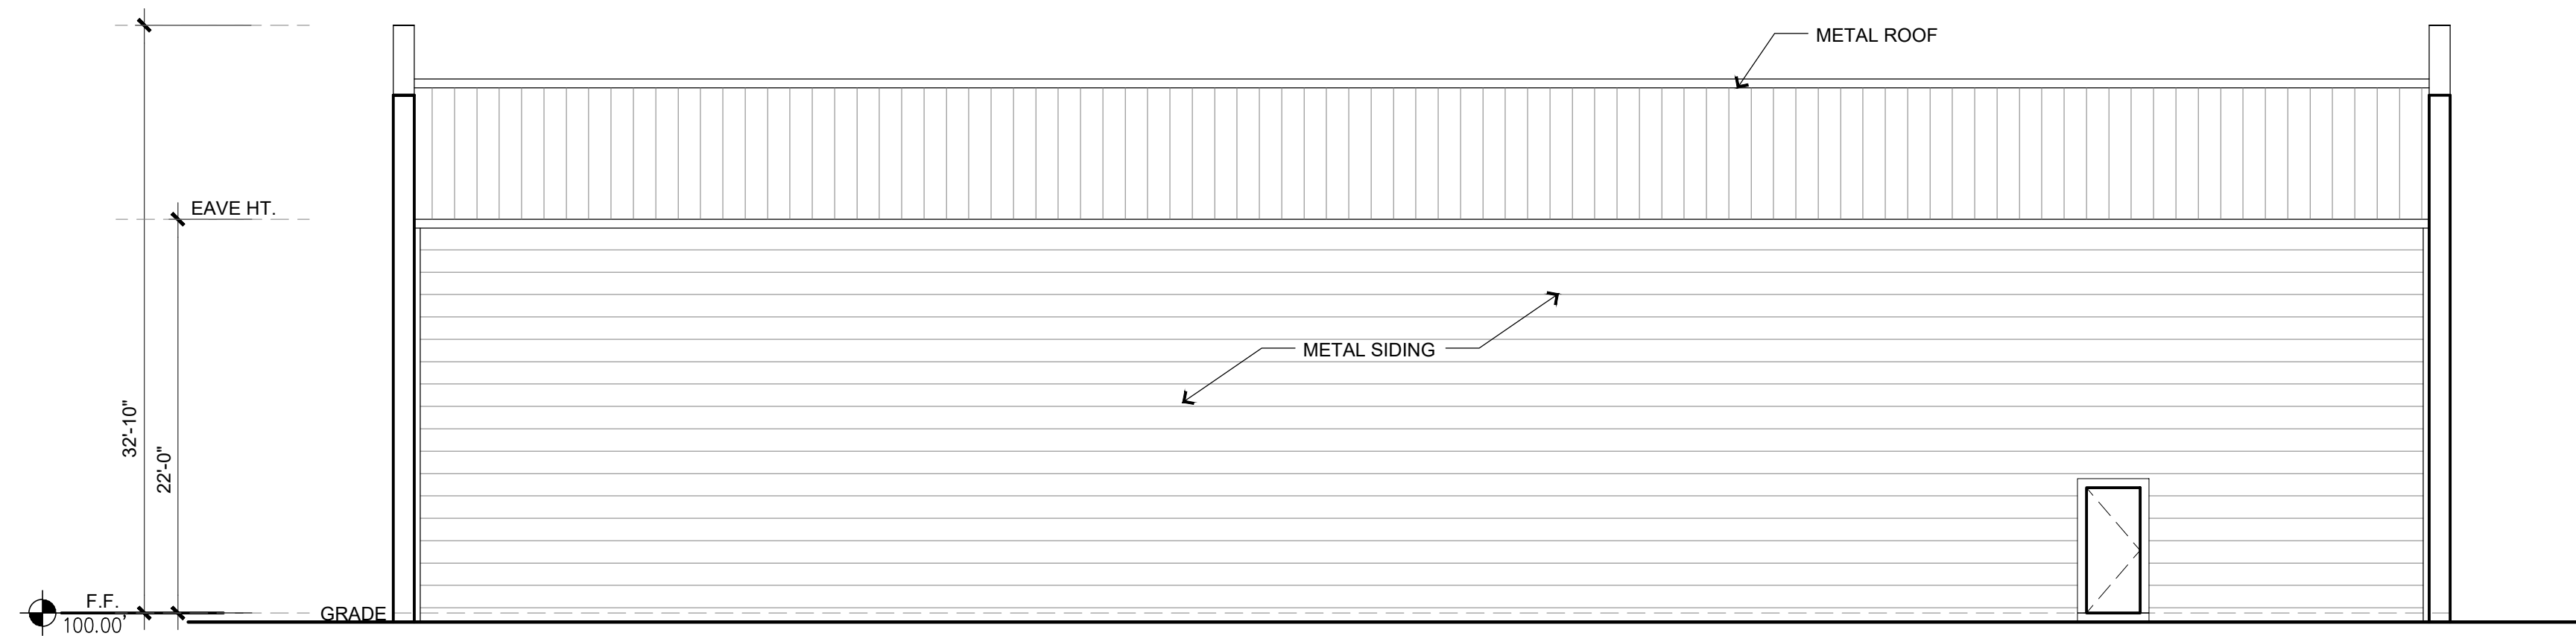 METAL ROOF
EAVE HT.
METAL SIDING
32'-10"
22'-0"
F.F.
100.00'
GRADE